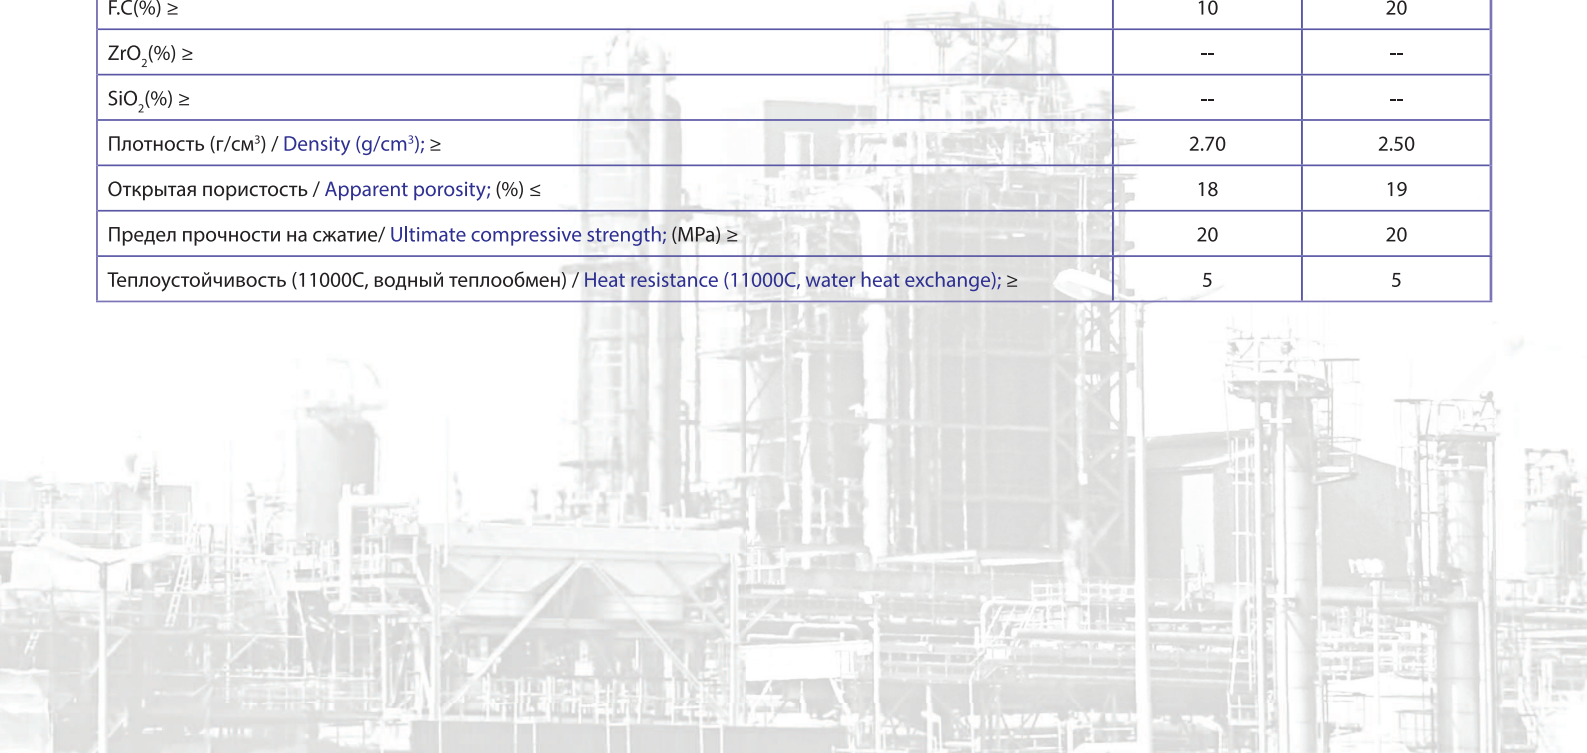 F.C(%) ≥ 10 20
ZrO₂(%) ≥ -- --
SiO₂(%) ≥ -- --
Плотность (г/см³) / Density (g/cm³); ≥ 2.70 2.50
Открытая пористость / Apparent porosity; (%) ≤ 18 19
Предел прочности на сжатие/ Ultimate compressive strength; (MPa) ≥ 20 20
Теплоустойчивость (11000С, водный теплообмен) / Heat resistance (11000C, water heat exchange); ≥ 5 5